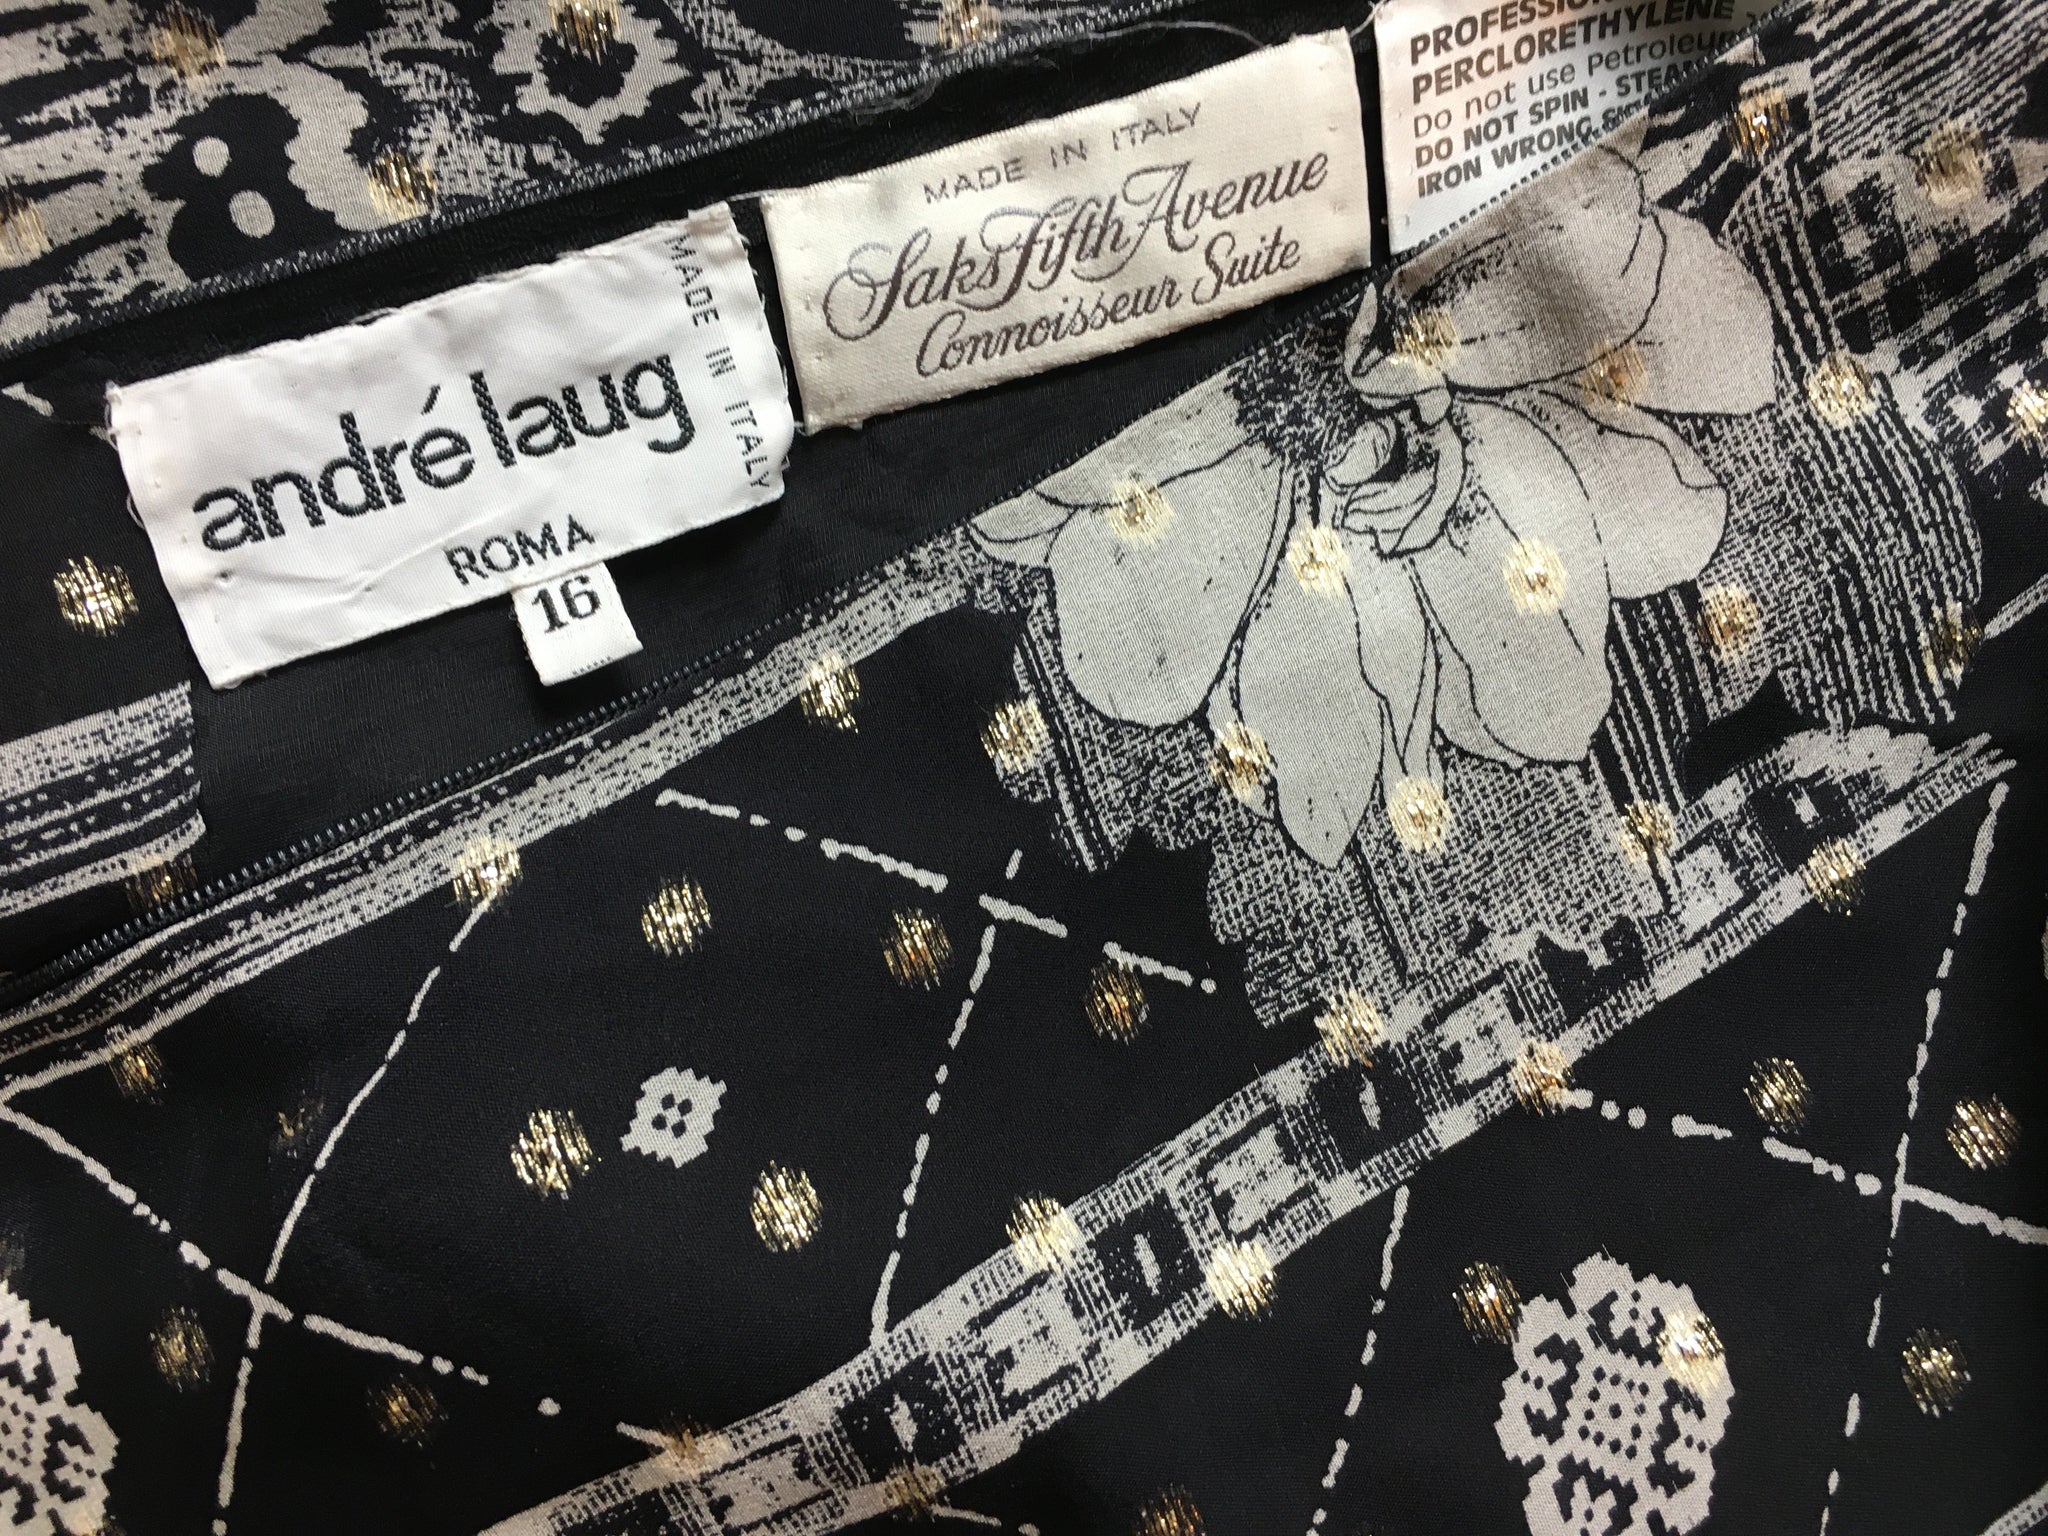 andré laug
ROMA
MADE IN ITALY
16
MADE IN ITALY
Saks Fifth Avenue
Connoisseur Suite
PERCLORETHYLENE
Do not use Petroleum
DO NOT SPIN - STEAM
IRON WRONG